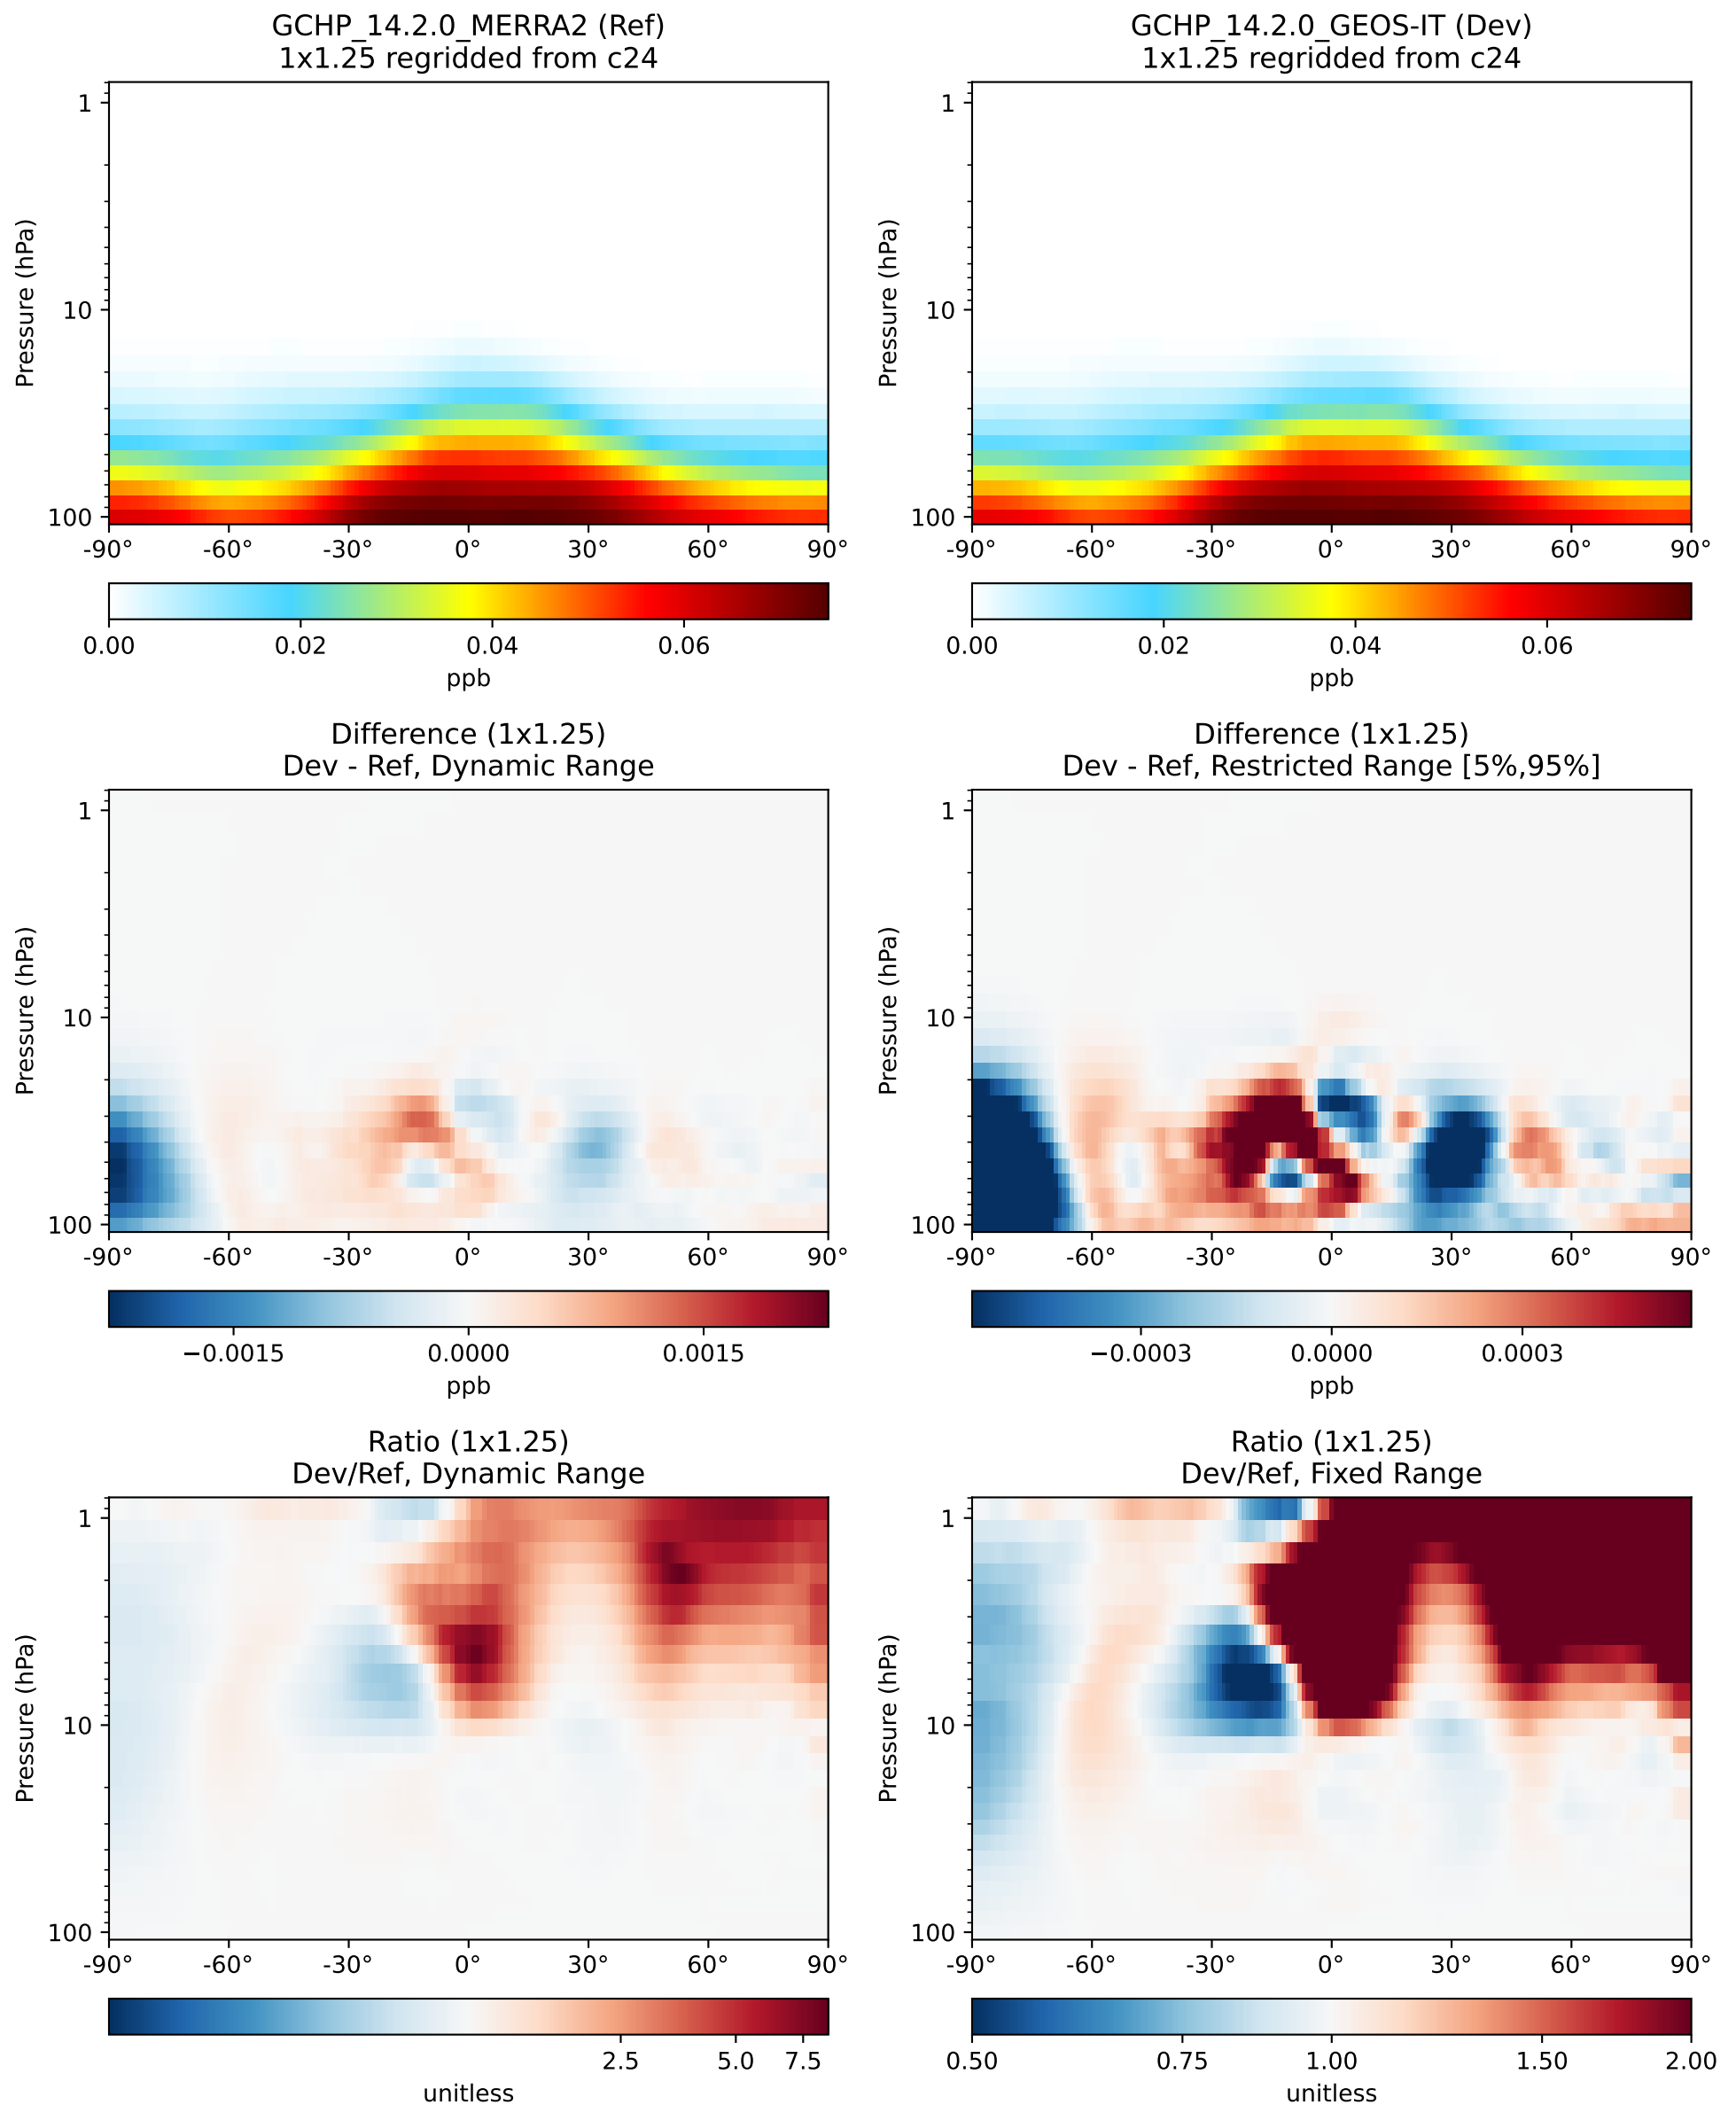 GCHP_14.2.0_MERRA2 (Ref)
1x1.25 regridded from c24
Pressure (hPa)
1
10
100
-90° -60° -30° 0° 30° 60° 90°
0.00 0.02 0.04 0.06
ppb
GCHP_14.2.0_GEOS-IT (Dev)
1x1.25 regridded from c24
Pressure (hPa)
1
10
100
-90° -60° -30° 0° 30° 60° 90°
0.00 0.02 0.04 0.06
ppb
Difference (1x1.25)
Dev - Ref, Dynamic Range
Pressure (hPa)
1
10
100
-90° -60° -30° 0° 30° 60° 90°
−0.0015 0.0000 0.0015
ppb
Difference (1x1.25)
Dev - Ref, Restricted Range [5%,95%]
Pressure (hPa)
1
10
100
-90° -60° -30° 0° 30° 60° 90°
−0.0003 0.0000 0.0003
ppb
Ratio (1x1.25)
Dev/Ref, Dynamic Range
Pressure (hPa)
1
10
100
-90° -60° -30° 0° 30° 60° 90°
2.5 5.0 7.5
unitless
Ratio (1x1.25)
Dev/Ref, Fixed Range
Pressure (hPa)
1
10
100
-90° -60° -30° 0° 30° 60° 90°
0.50 0.75 1.00 1.50 2.00
unitless